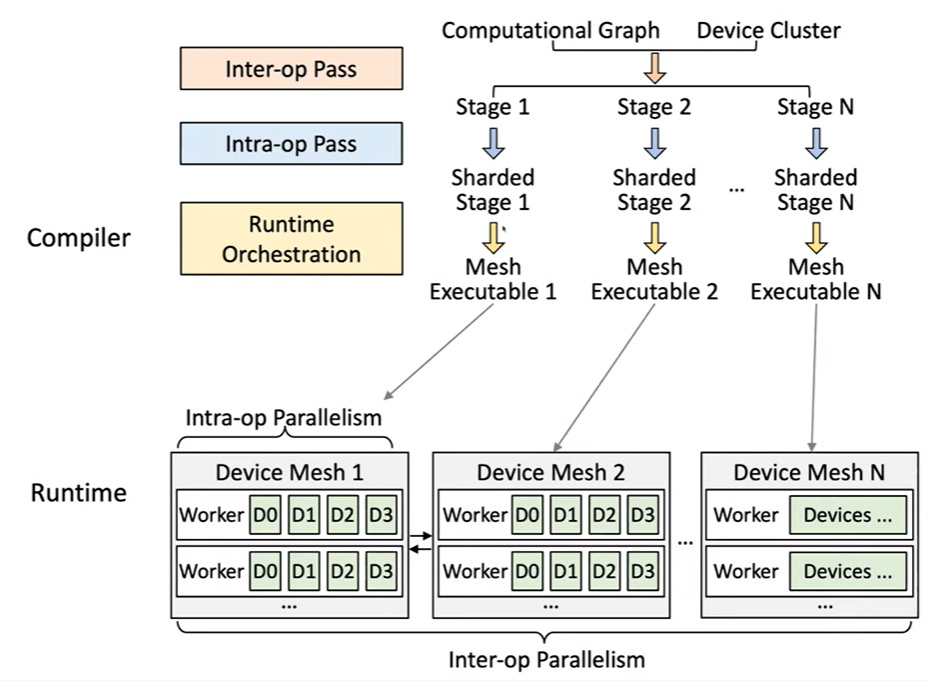 Computational Graph Device Cluster
Inter-op Pass
Stage 1 Stage 2 Stage N
Intra-op Pass
Sharded Sharded ... Sharded
Stage 1 Stage 2 Stage N
Compiler
Runtime
Orchestration
Mesh Mesh Mesh
Executable 1 Executable 2 Executable N
Intra-op Parallelism
Runtime
Device Mesh 1
Worker D0 D1 D2 D3
Worker D0 D1 D2 D3
...
Device Mesh 2
Worker D0 D1 D2 D3
Worker D0 D1 D2 D3
...
...
Device Mesh N
Worker Devices ...
Worker Devices ...
...
Inter-op Parallelism